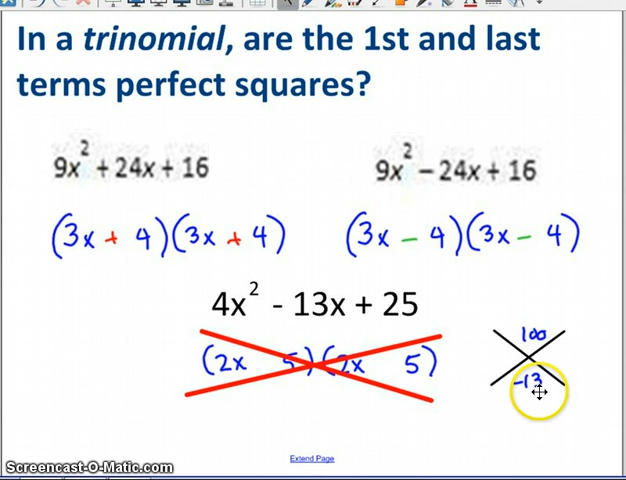 In a trinomial, are the 1st and last
terms perfect squares?
9x² + 24x + 16
9x² – 24x + 16
(3x + 4)(3x + 4)
(3x – 4)(3x – 4)
4x² - 13x + 25
(2x 5)(2x 5)
100
-13
Extend Page
Screencast-O-Matic.com